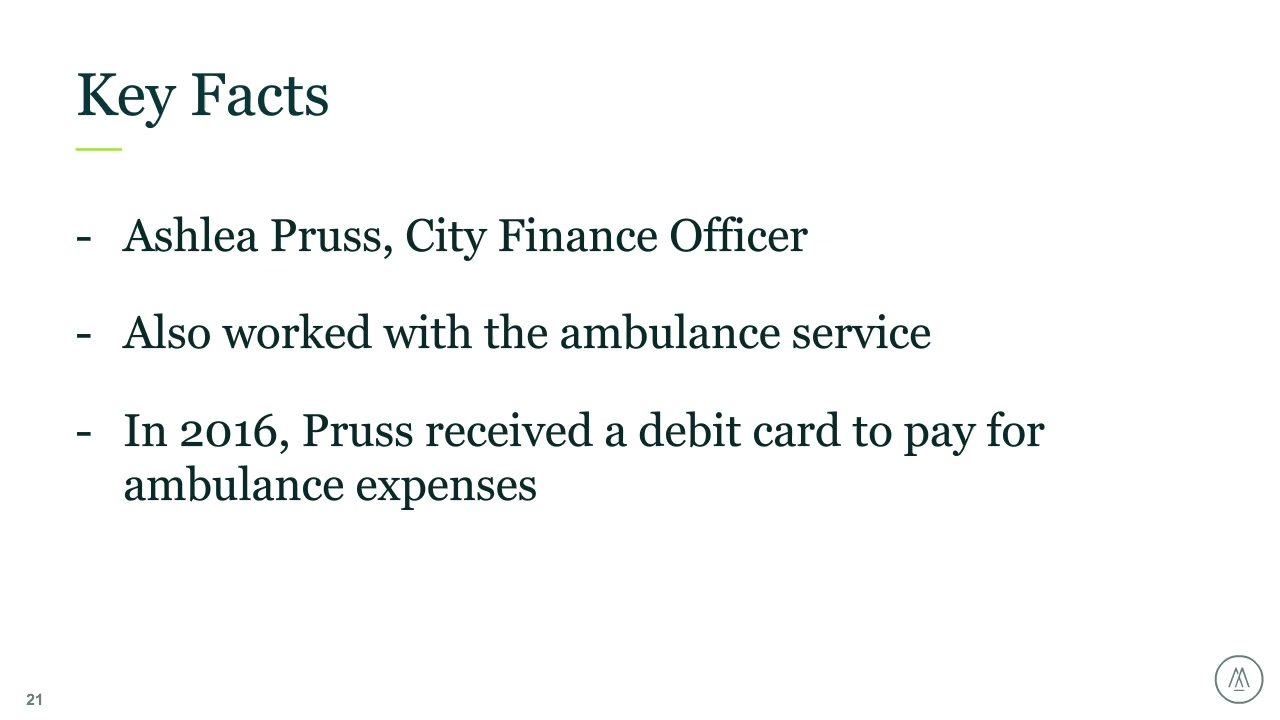 Key Facts
- Ashlea Pruss, City Finance Officer
- Also worked with the ambulance service
- In 2016, Pruss received a debit card to pay for
ambulance expenses
21